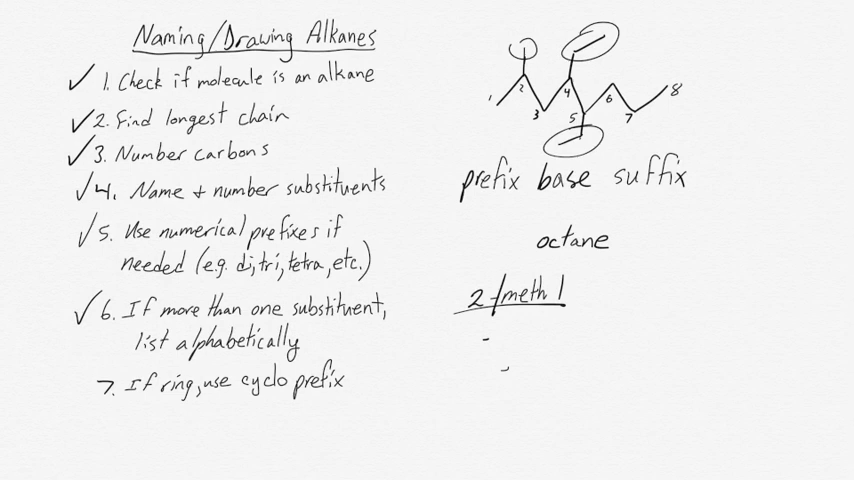 Naming/Drawing Alkanes
✓ 1. Check if molecule is an alkane
✓ 2. Find longest chain
✓ 3. Number carbons
✓ 4. Name + number substituents
✓ 5. Use numerical prefixes if
needed (e.g. di, tri, tetra, etc.)
✓ 6. If more than one substituent,
list alphabetically
7. If ring, use cyclo prefix
1 2 3 4 5 6 7 8
prefix base suffix
octane
2